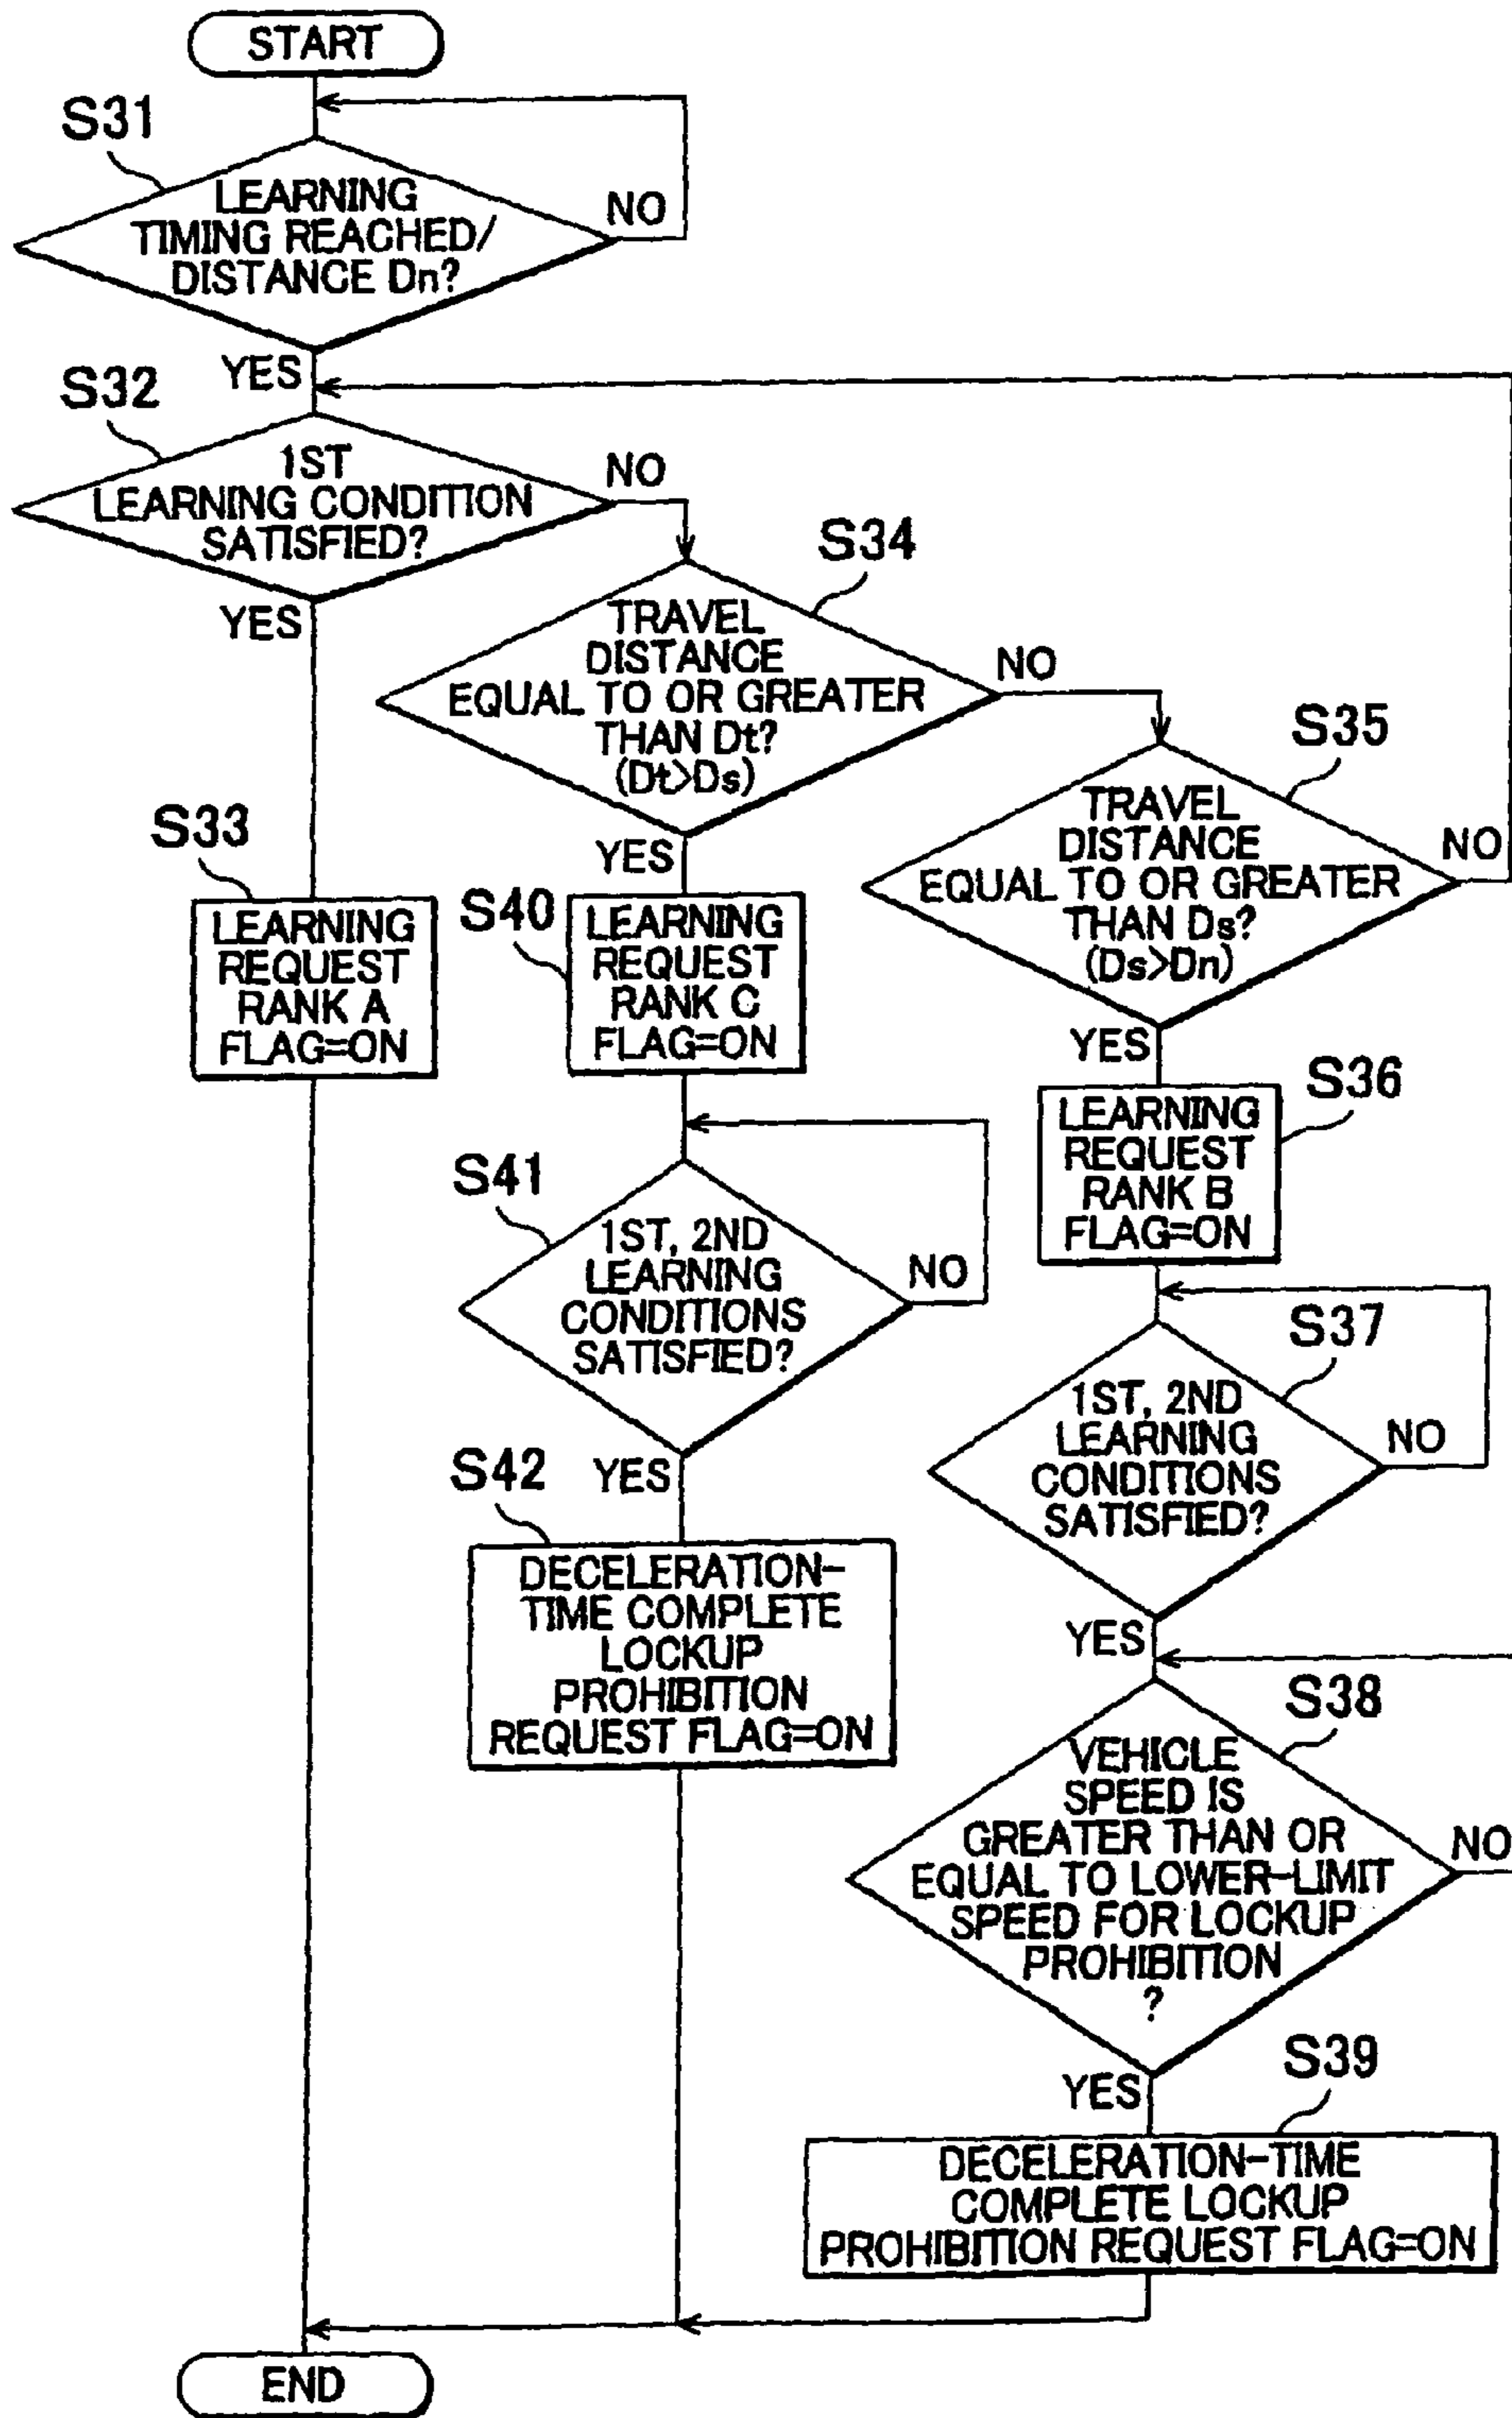 START
S31
LEARNING
TIMING REACHED/
DISTANCE Dn?
NO
YES
S32
1ST
LEARNING CONDITION
SATISFIED?
NO
YES
S34
TRAVEL
DISTANCE
EQUAL TO OR GREATER
THAN Dt?
(Dt>Ds)
NO
YES
S35
TRAVEL
DISTANCE
EQUAL TO OR GREATER
THAN Ds?
(Ds>Dn)
NO
YES
S33
LEARNING
REQUEST
RANK A
FLAG=ON
S40
LEARNING
REQUEST
RANK C
FLAG=ON
S36
LEARNING
REQUEST
RANK B
FLAG=ON
S41
1ST, 2ND
LEARNING
CONDITIONS
SATISFIED?
NO
YES
S37
1ST, 2ND
LEARNING
CONDITIONS
SATISFIED?
NO
YES
S42
DECELERATION-
TIME COMPLETE
LOCKUP
PROHIBITION
REQUEST FLAG=ON
S38
VEHICLE
SPEED IS
GREATER THAN OR
EQUAL TO LOWER-LIMIT
SPEED FOR LOCKUP
PROHIBITION
?
NO
YES
S39
DECELERATION-TIME
COMPLETE LOCKUP
PROHIBITION REQUEST FLAG=ON
END